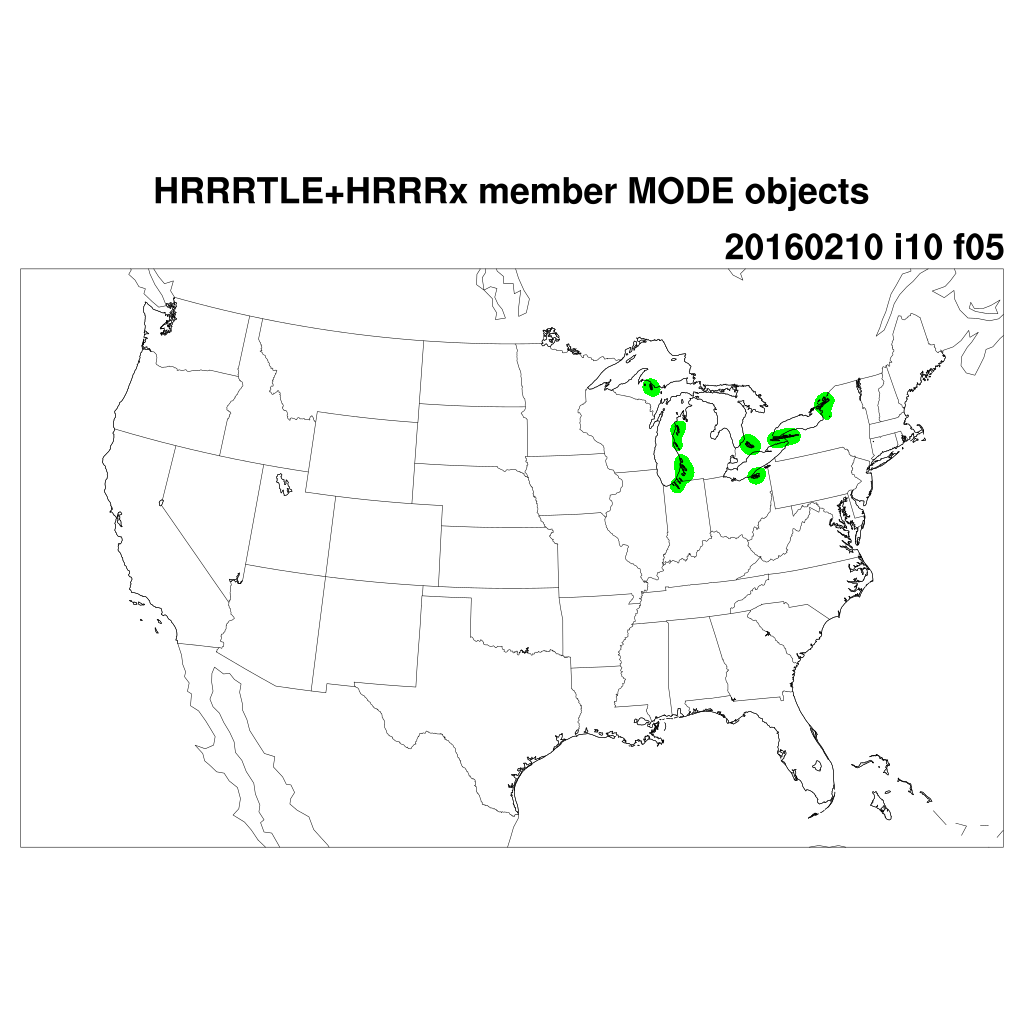 HRRRTLE+HRRRx member MODE objects
20160210 i10 f05